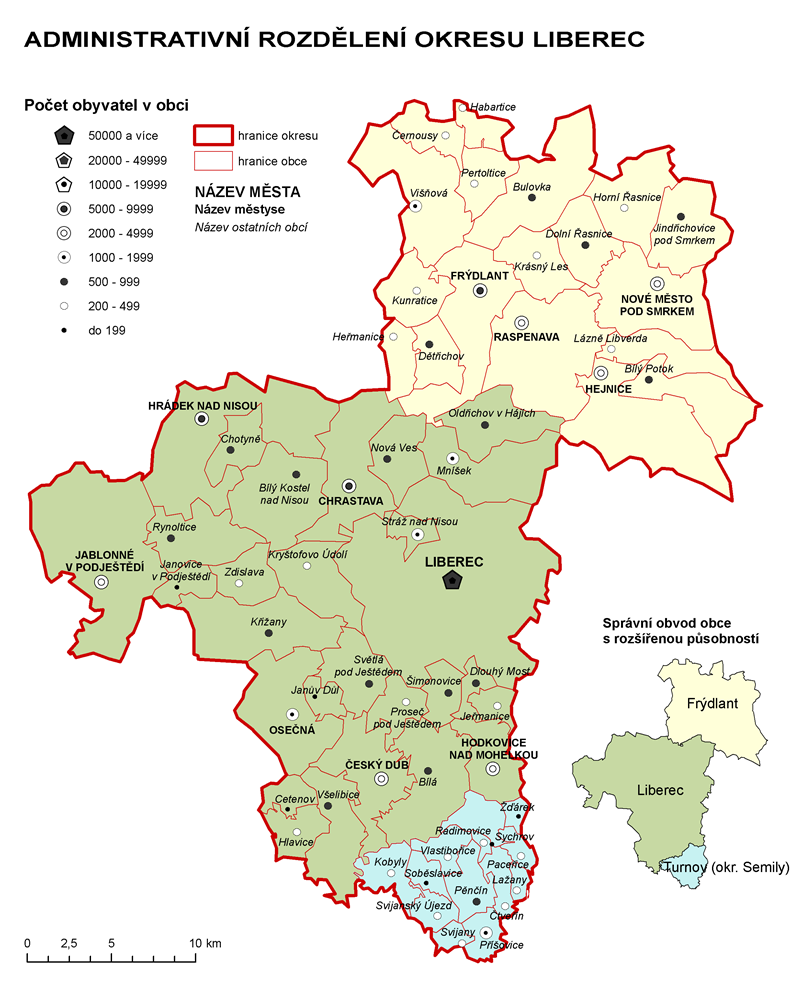 ADMINISTRATIVNÍ ROZDĚLENÍ OKRESU LIBEREC
Počet obyvatel v obci
50000 a více
20000 - 49999
10000 - 19999
5000 - 9999
2000 - 4999
1000 - 1999
500 - 999
200 - 499
do 199
hranice okresu
hranice obce
NÁZEV MĚSTA
Název městyse
Název ostatních obcí
Habartice
Černousy
Pertoltice
Višňová
Bulovka
Horní Řasnice
Jindřichovice
pod Smrkem
Dolní Řasnice
Krásný Les
FRÝDLANT
Kunratice
NOVÉ MĚSTO
POD SMRKEM
RASPENAVA
Heřmanice
Dětřichov
Lázně Libverda
Bílý Potok
HEJNICE
HRÁDEK NAD NISOU
Oldřichov v Hájích
Chotyně
Nová Ves
Mníšek
Bílý Kostel
nad Nisou
CHRASTAVA
Stráž nad Nisou
Rynoltice
JABLONNÉ
V PODJEŠTĚDÍ
Janovice
v Podještědí
Kryštofovo Údolí
Zdislava
LIBEREC
Křižany
Světlá
pod Ještědem
Dlouhý Most
Šimonovice
Janův Důl
Proseč
pod Ještědem
Jeřmanice
OSEČNÁ
HODKOVICE
NAD MOHELKOU
ČESKÝ DUB
Bílá
Cetenov
Všelibice
Hlavice
Žďárek
Radimovice
Sychrov
Vlastibořice
Paceřice
Kobyly
Soběslavice
Lažany
Pěnčín
Svijanský Újezd
Čtveřín
Svijany
Příšovice
Správní obvod obce
s rozšířenou působností
Frýdlant
Liberec
Turnov (okr. Semily)
0 2,5 5 10 km